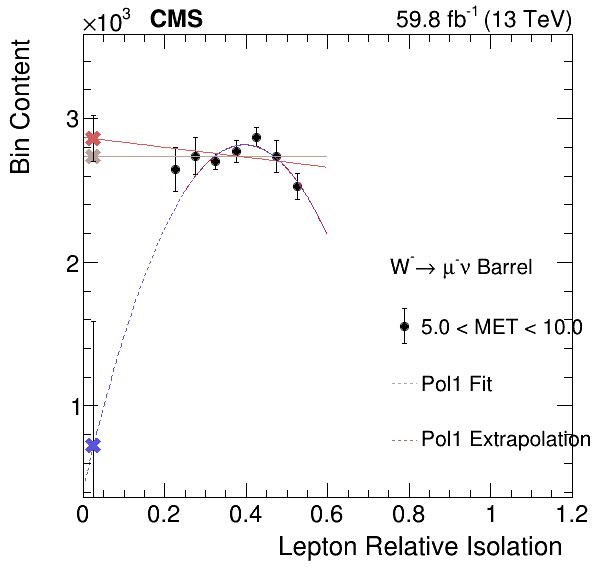 ×10³ CMS 59.8 fb⁻¹ (13 TeV)
Bin Content
3
2
1
W⁻→ μ⁻ν Barrel
5.0 < MET < 10.0
Pol1 Fit
Pol1 Extrapolation
0 0.2 0.4 0.6 0.8 1 1.2
Lepton Relative Isolation